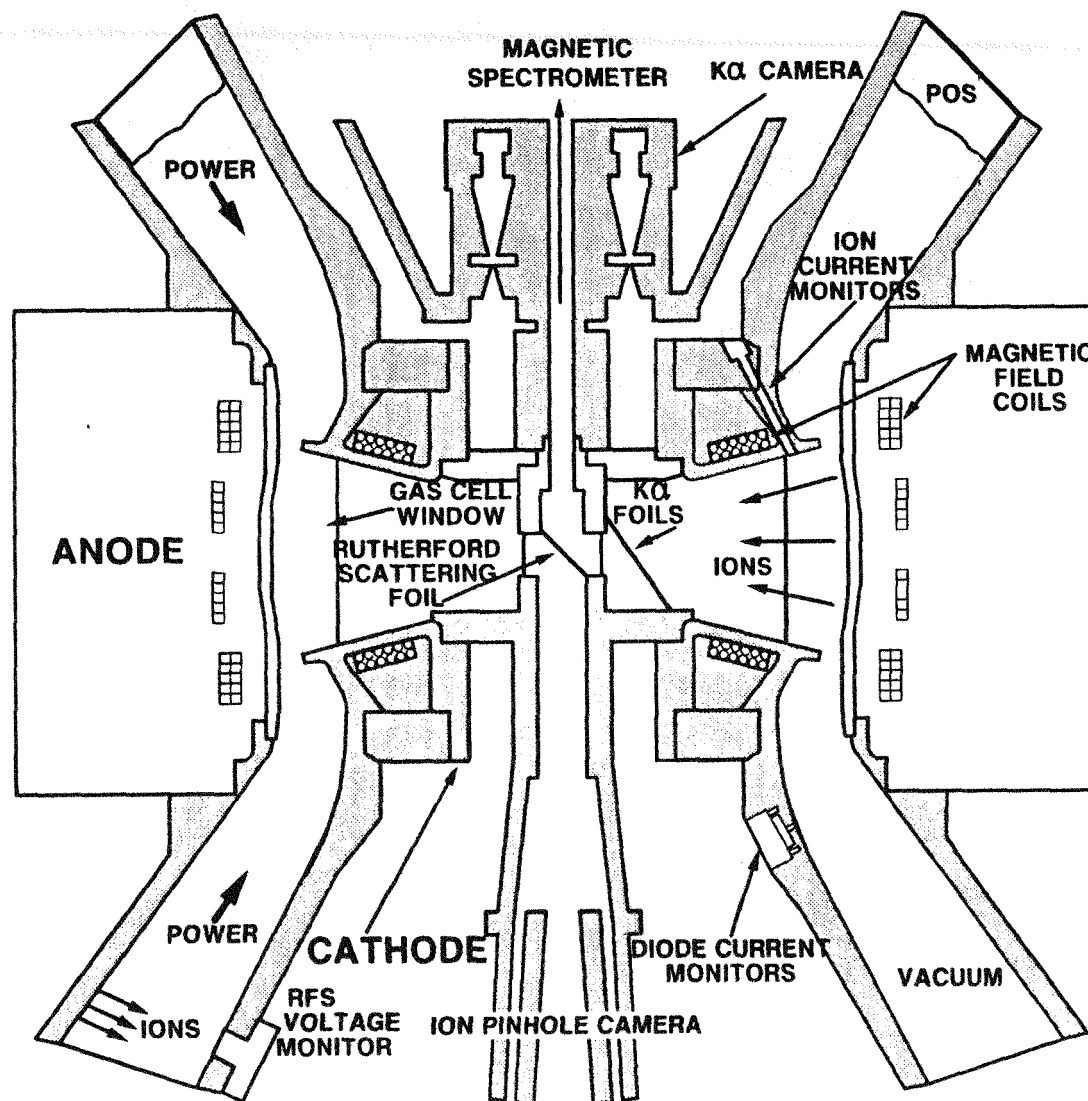 MAGNETIC
SPECTROMETER
Kα CAMERA
POS
POWER
ION
CURRENT
MONITORS
MAGNETIC
FIELD
COILS
GAS CELL
WINDOW
Kα
FOILS
ANODE
RUTHERFORD
SCATTERING
FOIL
IONS
POWER
CATHODE
DIODE CURRENT
MONITORS
VACUUM
IONS
RFS
VOLTAGE
MONITOR
ION PINHOLE CAMERA